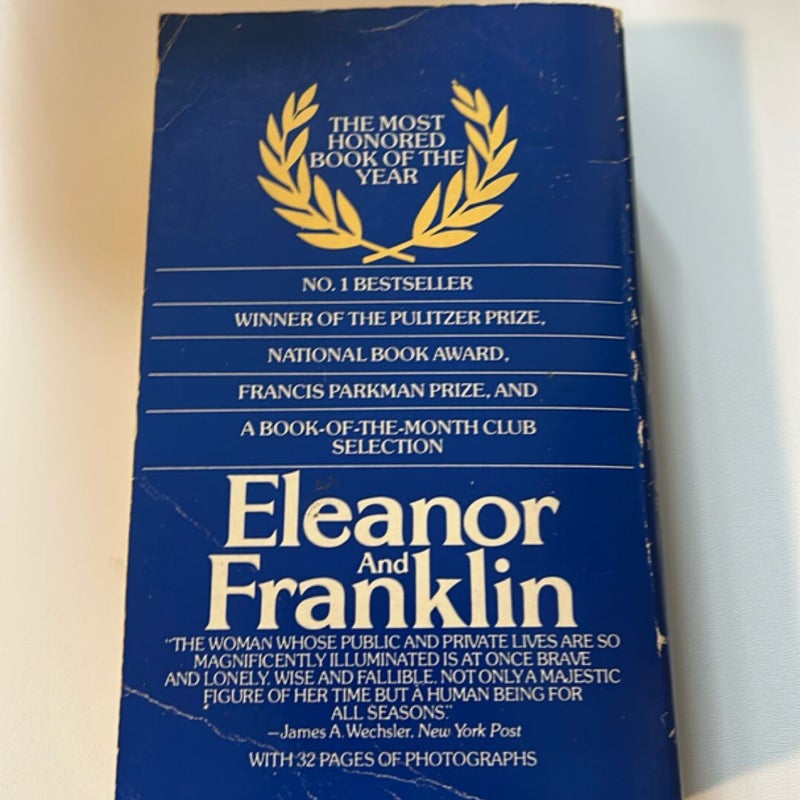 THE MOST
HONORED
BOOK OF THE
YEAR
NO. 1 BESTSELLER
WINNER OF THE PULITZER PRIZE,
NATIONAL BOOK AWARD,
FRANCIS PARKMAN PRIZE, AND
A BOOK-OF-THE-MONTH CLUB
SELECTION
Eleanor
And
Franklin
"THE WOMAN WHOSE PUBLIC AND PRIVATE LIVES ARE SO
MAGNIFICENTLY ILLUMINATED IS AT ONCE BRAVE
AND LONELY, WISE AND FALLIBLE, NOT ONLY A MAJESTIC
FIGURE OF HER TIME BUT A HUMAN BEING FOR
ALL SEASONS."
—James A. Wechsler, New York Post
WITH 32 PAGES OF PHOTOGRAPHS